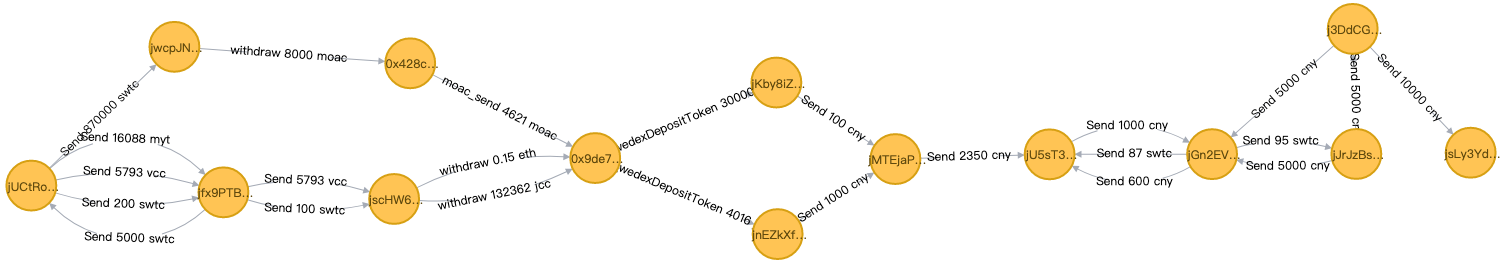 j3DdCG...
jwcpJN...
withdraw 8000 moac
0x428c...
jKby8iZ...
Send 870000 swtc
moac_send 4621 moac
wedexDepositToken 30000
Send 100 cny
Send 5000 cny
Send 5000 cn
Send 10000 cny
Send 16088 myt
Send 1000 cny
Send 95 swtc
withdraw 0.15 eth
0x9de7...
jMTEjaP...
Send 2350 cny
jU5sT3...
Send 87 swtc
jGn2EV...
jJrJzBs...
jsLy3Yd...
Send 5000 cny
Send 5793 vcc
Send 5793 vcc
Send 600 cny
jUCtRo...
jfx9PTB...
jscHW6...
withdraw 132362 jcc
wedexDepositToken 4016
Send 1000 cny
Send 200 swtc
Send 100 swtc
Send 5000 swtc
jnEZkXf...